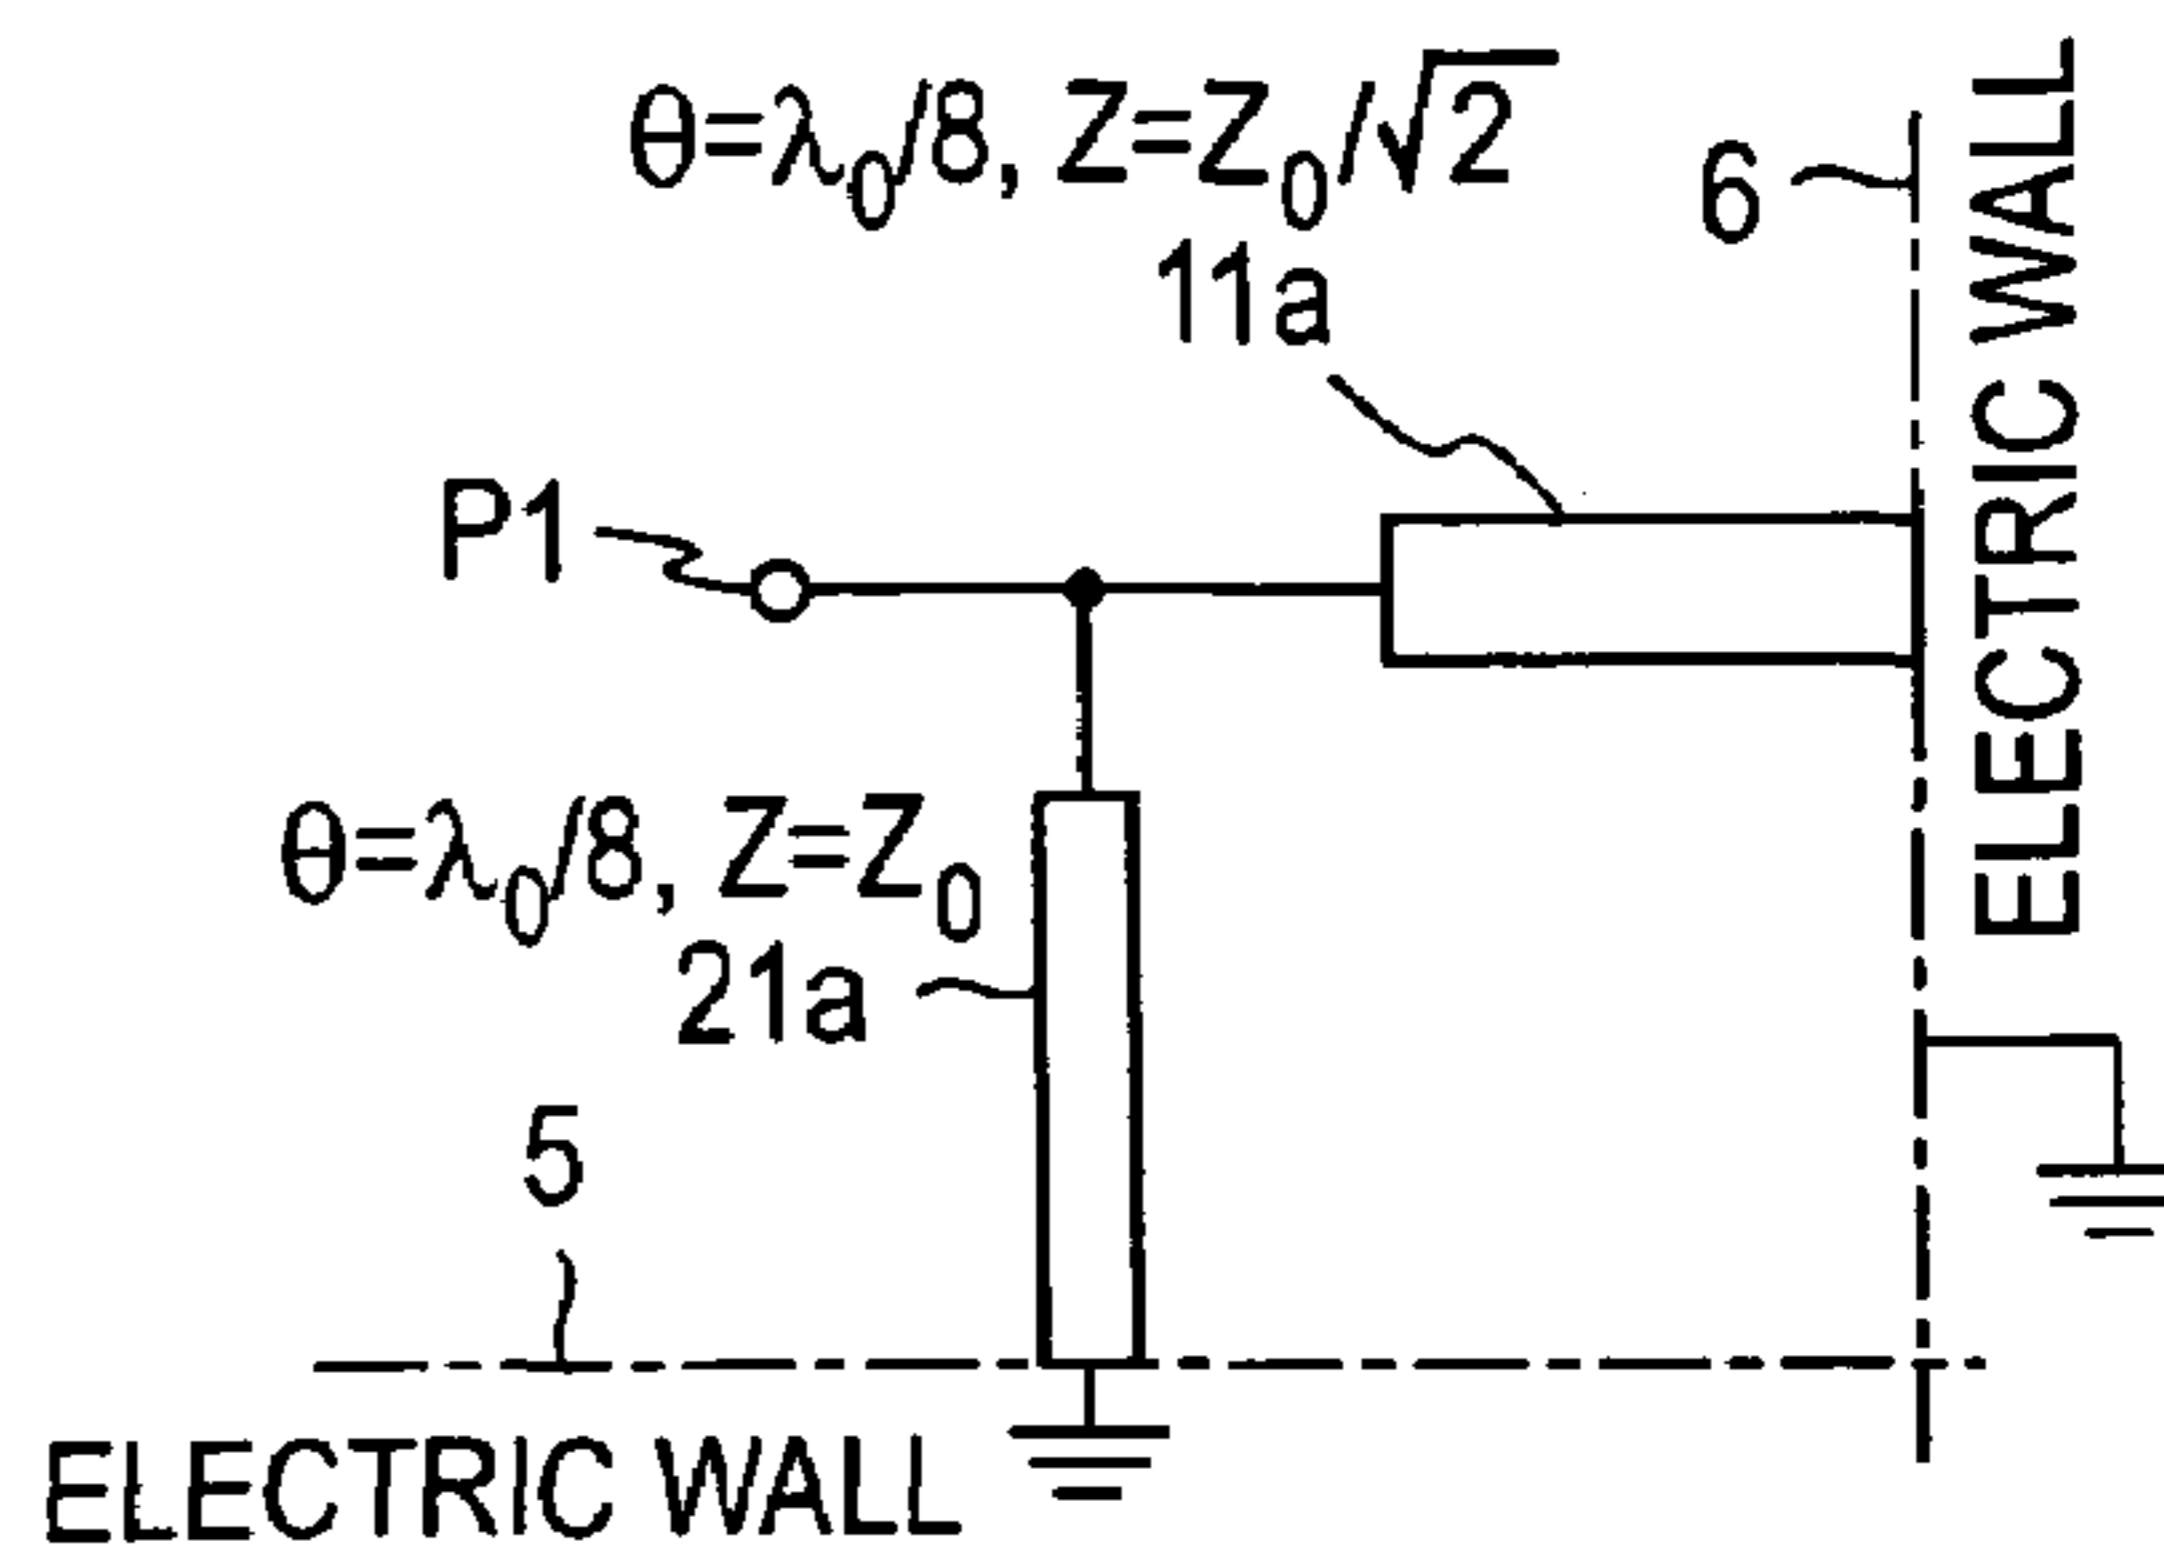 θ=λ₀/8, Z=Z₀/√2
11a
6
ELECTRIC WALL
P1
θ=λ₀/8, Z=Z₀
21a
5
ELECTRIC WALL